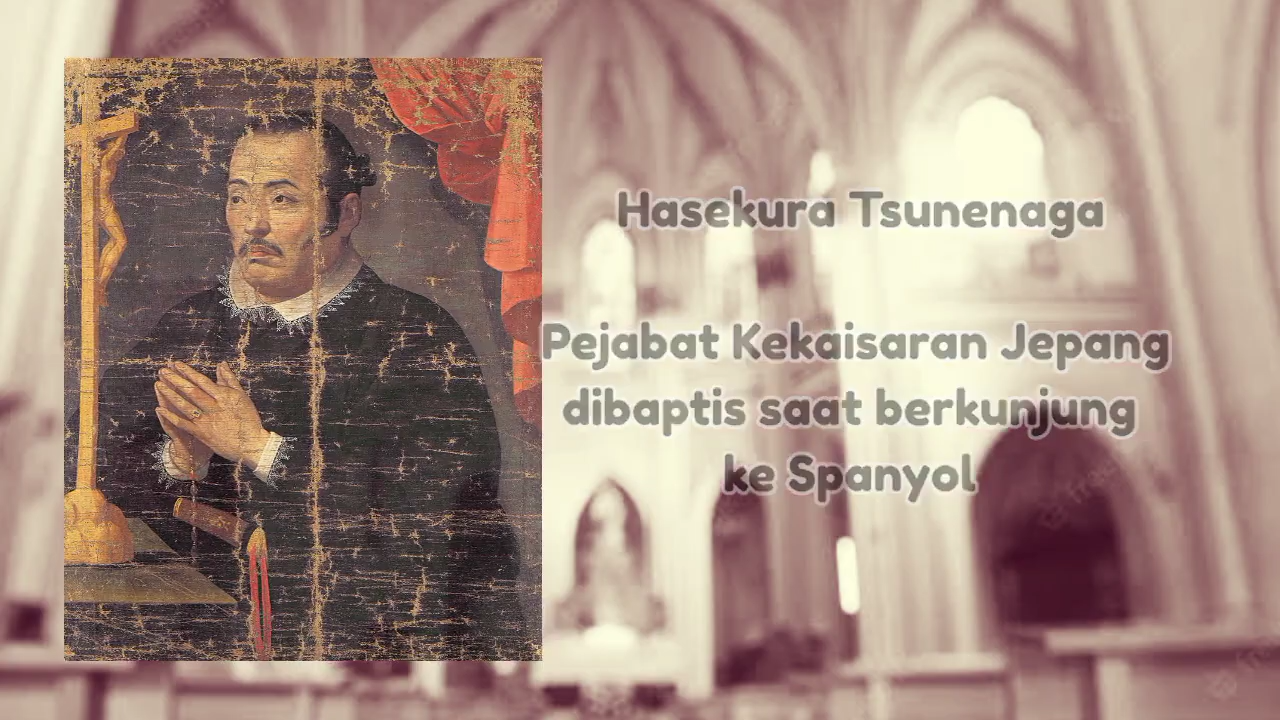 Hasekura Tsunenaga
Pejabat Kekaisaran Jepang
dibaptis saat berkunjung
ke Spanyol